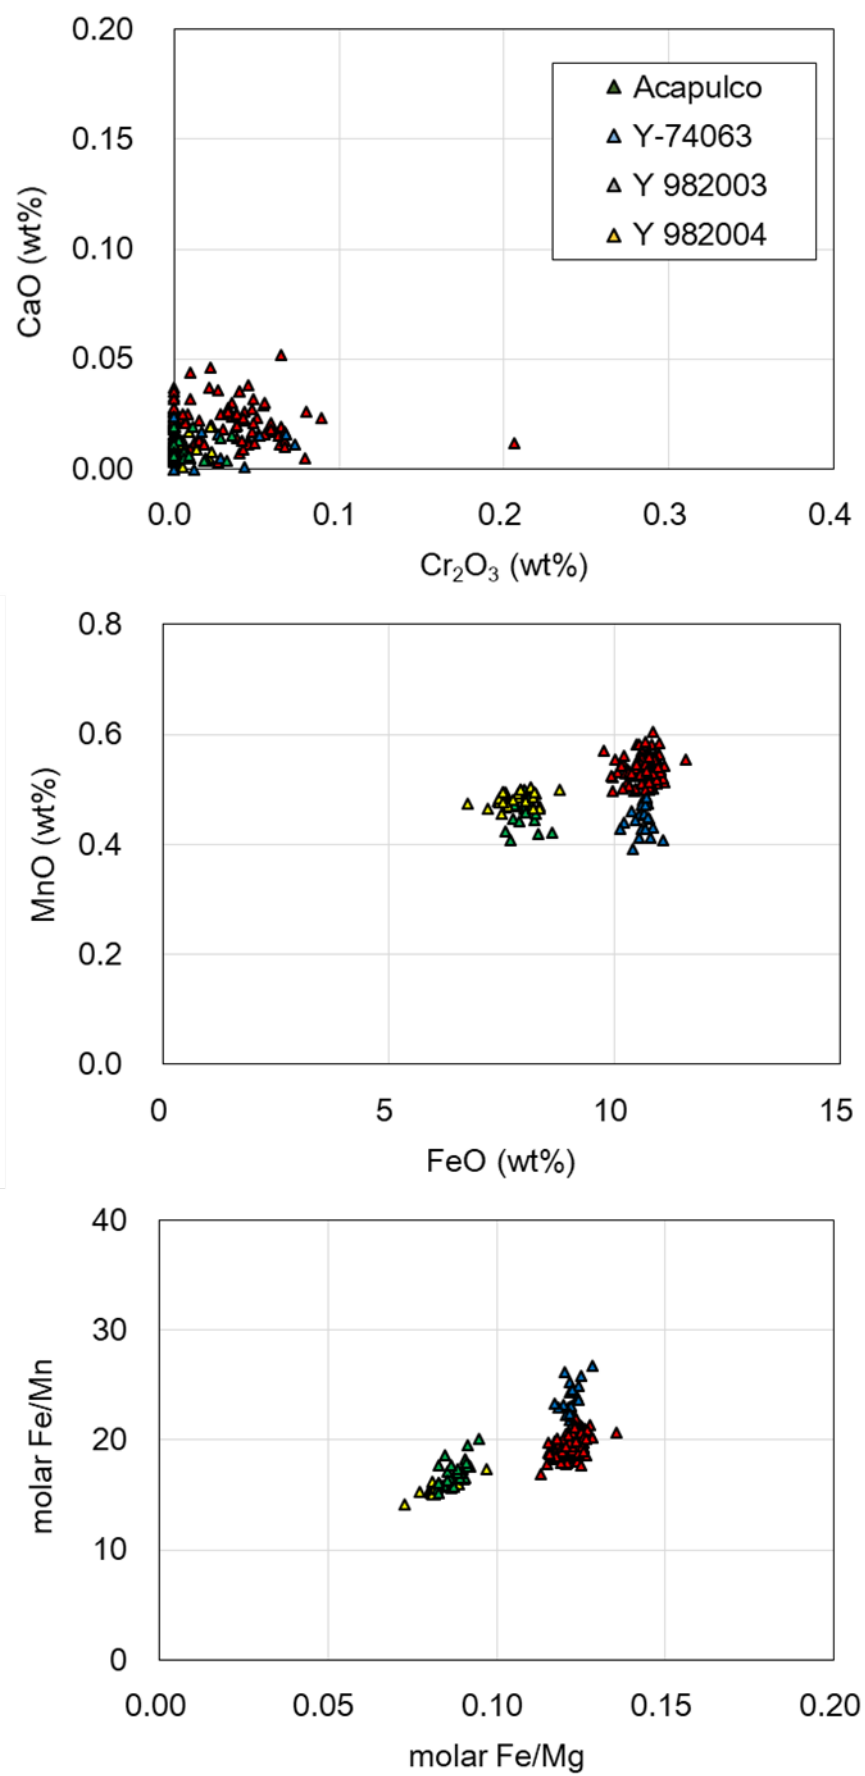 0.20
0.15
0.10
0.05
0.00
CaO (wt%)
Acapulco
Y-74063
Y 982003
Y 982004
0.0 0.1 0.2 0.3 0.4
Cr₂O₃ (wt%)
0.8
0.6
0.4
0.2
0.0
MnO (wt%)
0 5 10 15
FeO (wt%)
40
30
20
10
0
molar Fe/Mn
0.00 0.05 0.10 0.15 0.20
molar Fe/Mg